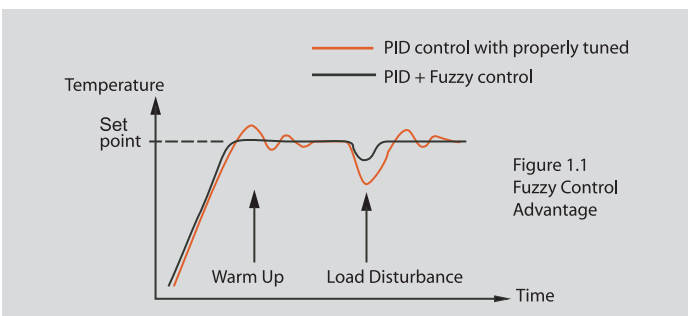 PID control with properly tuned
PID + Fuzzy control
Temperature
Set
point
Figure 1.1
Fuzzy Control
Advantage
Warm Up
Load Disturbance
Time